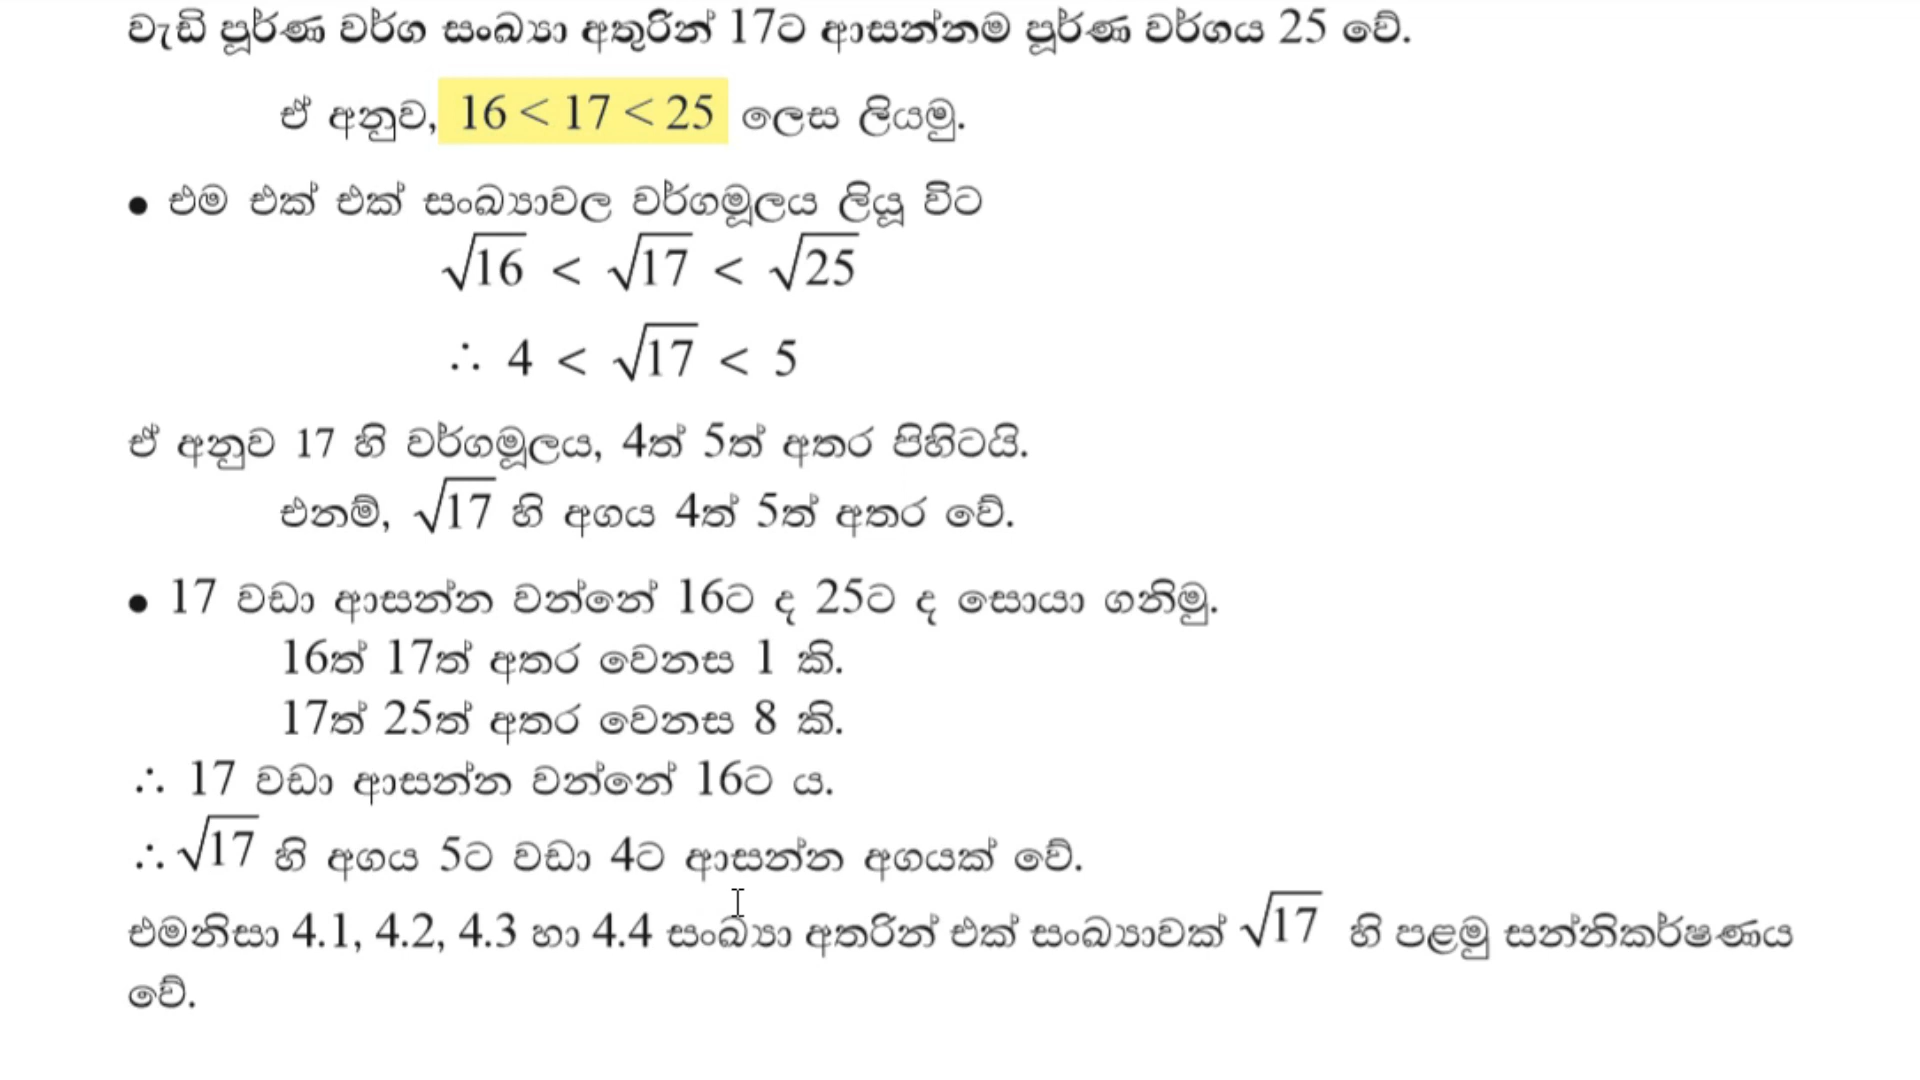 වැඩි පූර්ණ වර්ග සංඛ්‍යා අතුරින් 17ට ආසන්නම පූර්ණ වර්ගය 25 වේ.
ඒ අනුව, 16 < 17 < 25 ලෙස ලියමු.
● එම එක් එක් සංඛ්‍යාවල වර්ගමූලය ලියූ විට
√16 < √17 < √25
∴ 4 < √17 < 5
ඒ අනුව 17 හි වර්ගමූලය, 4ත් 5ත් අතර පිහිටයි.
එනම්, √17 හි අගය 4ත් 5ත් අතර වේ.
● 17 වඩා ආසන්න වන්නේ 16ට ද 25ට ද සොයා ගනිමු.
16ත් 17ත් අතර වෙනස 1 කි.
17ත් 25ත් අතර වෙනස 8 කි.
∴ 17 වඩා ආසන්න වන්නේ 16ට ය.
∴ √17 හි අගය 5ට වඩා 4ට ආසන්න අගයක් වේ.
එමනිසා 4.1, 4.2, 4.3 හා 4.4 සංඛ්‍යා අතරින් එක් සංඛ්‍යාවක් √17 හි පළමු සන්නිකර්ෂණය
වේ.